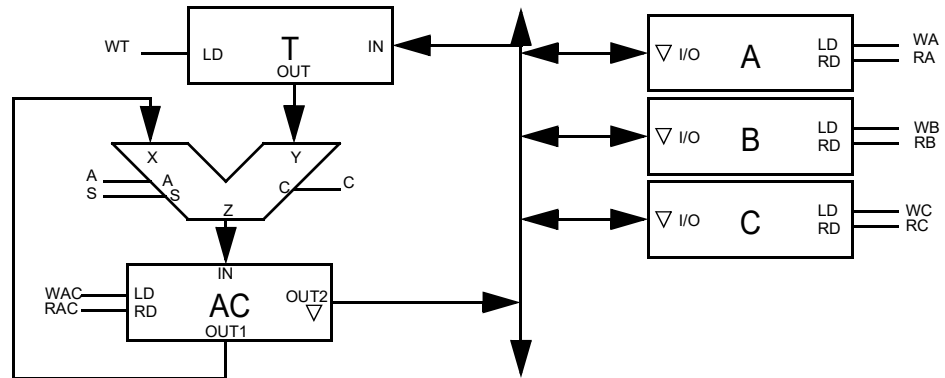 WT
LD
T
IN
OUT
X
Y
A
A
S
S
C
C
Z
IN
WAC
LD
RAC
RD
AC
OUT2
▽
OUT1
▽ I/O
A
LD
WA
RD
RA
▽ I/O
B
LD
WB
RD
RB
▽ I/O
C
LD
WC
RD
RC